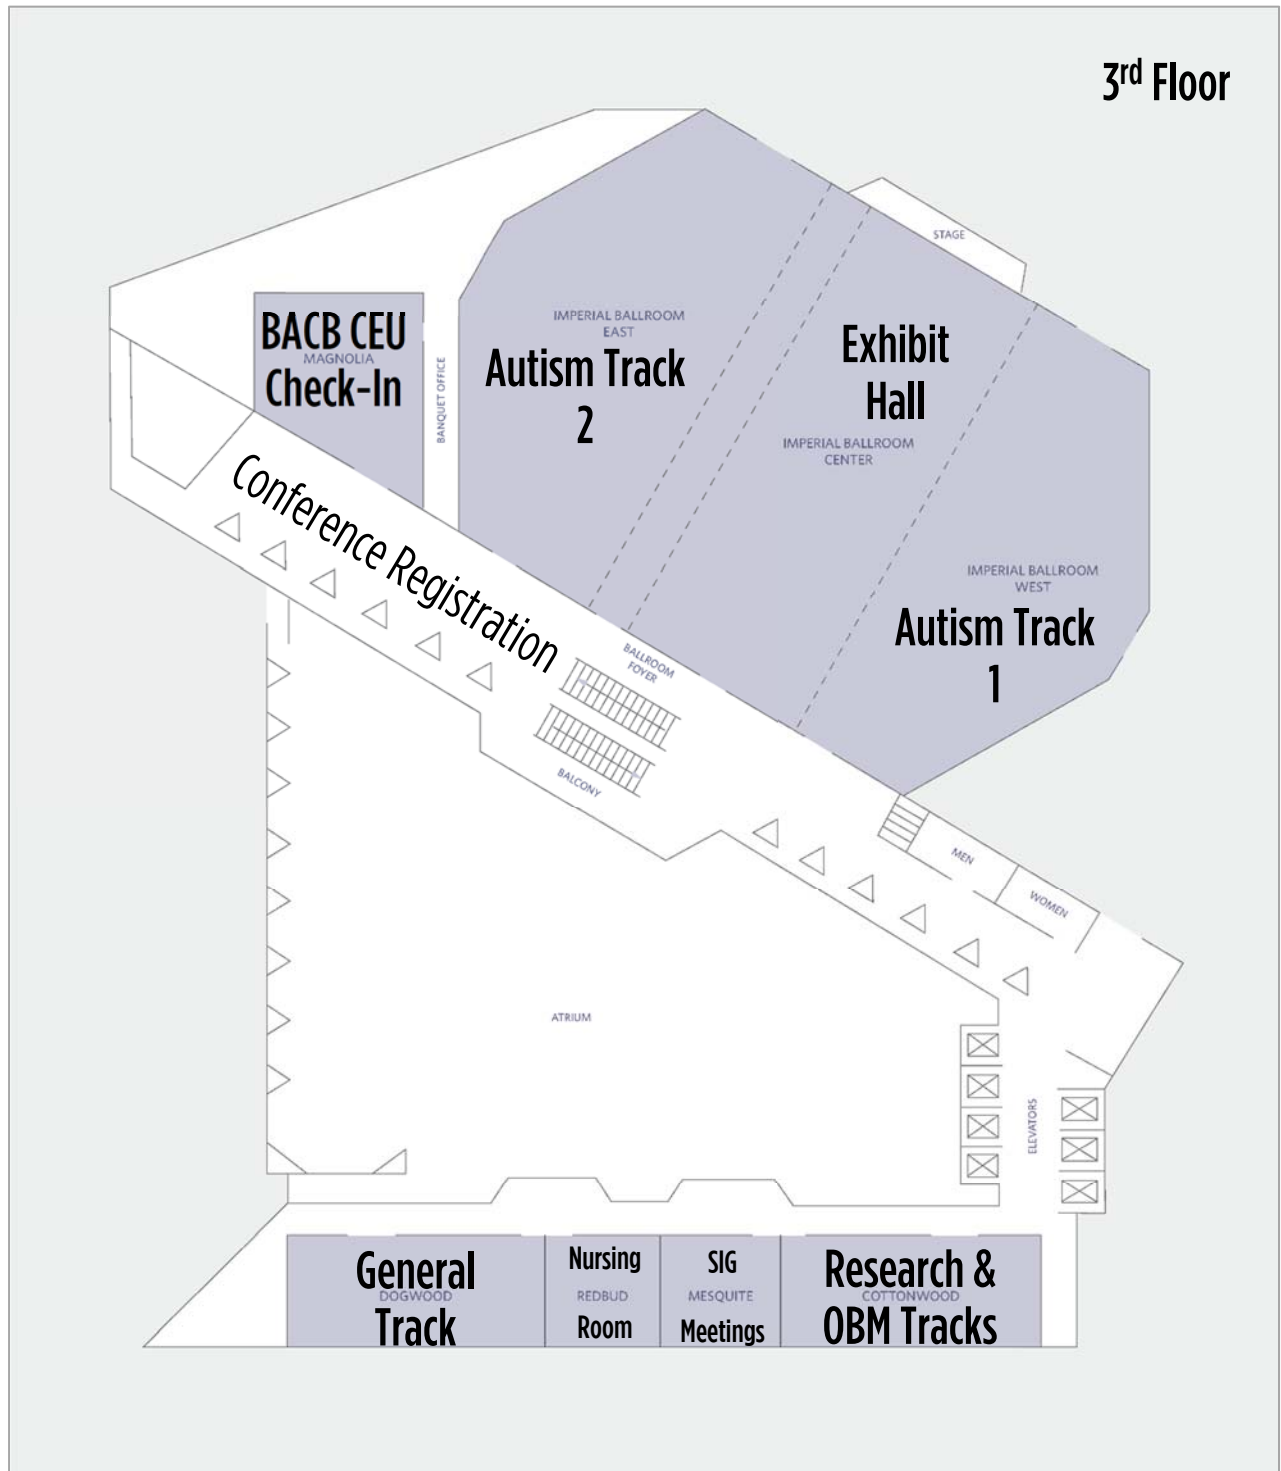 3rd Floor
STAGE
IMPERIAL BALLROOM
EAST
Autism Track
2
BACB CEU
MAGNOLIA
Check-In
BANQUET OFFICE
Exhibit
Hall
IMPERIAL BALLROOM
CENTER
Conference Registration
IMPERIAL BALLROOM
WEST
Autism Track
1
BALLROOM
FOYER
BALCONY
MEN
WOMEN
ATRIUM
ELEVATORS
General
DOGWOOD
Track
Nursing
REDBUD
Room
SIG
MESQUITE
Meetings
Research &
COTTONWOOD
OBM Tracks